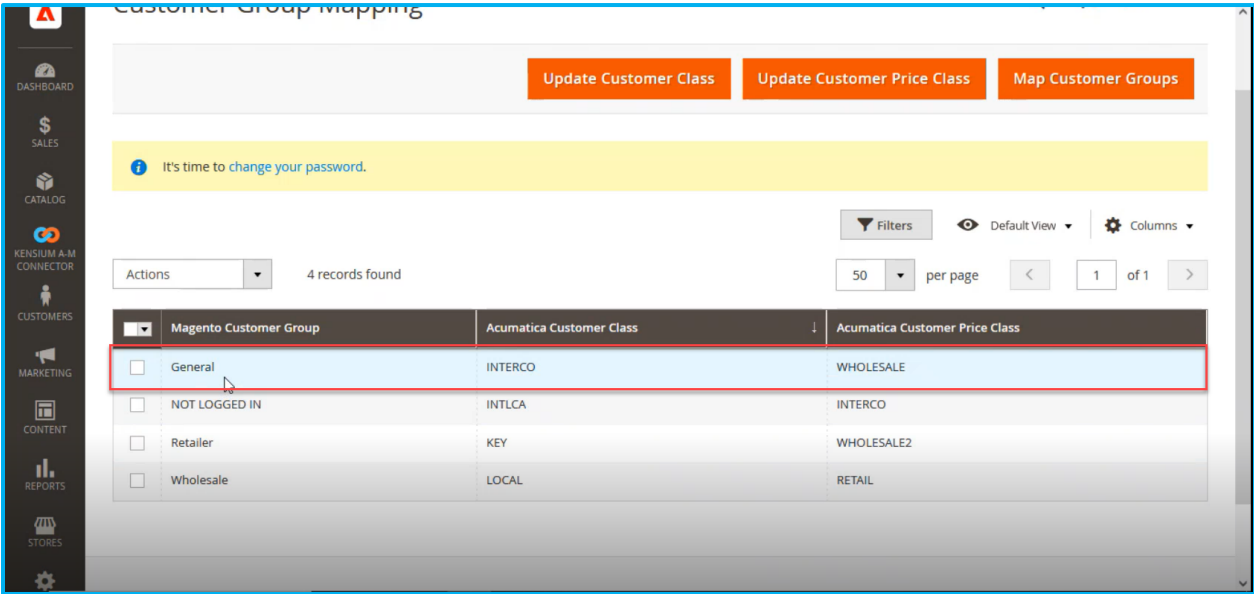 Customer Group Mapping
Update Customer Class
Update Customer Price Class
Map Customer Groups
DASHBOARD
SALES
CATALOG
KENSIUM A-M
CONNECTOR
CUSTOMERS
MARKETING
CONTENT
REPORTS
STORES
It's time to change your password.
Filters
Default View
Columns
Actions
4 records found
50 per page
1 of 1
Magento Customer Group Acumatica Customer Class ↓ Acumatica Customer Price Class
General INTERCO WHOLESALE
NOT LOGGED IN INTLCA INTERCO
Retailer KEY WHOLESALE2
Wholesale LOCAL RETAIL